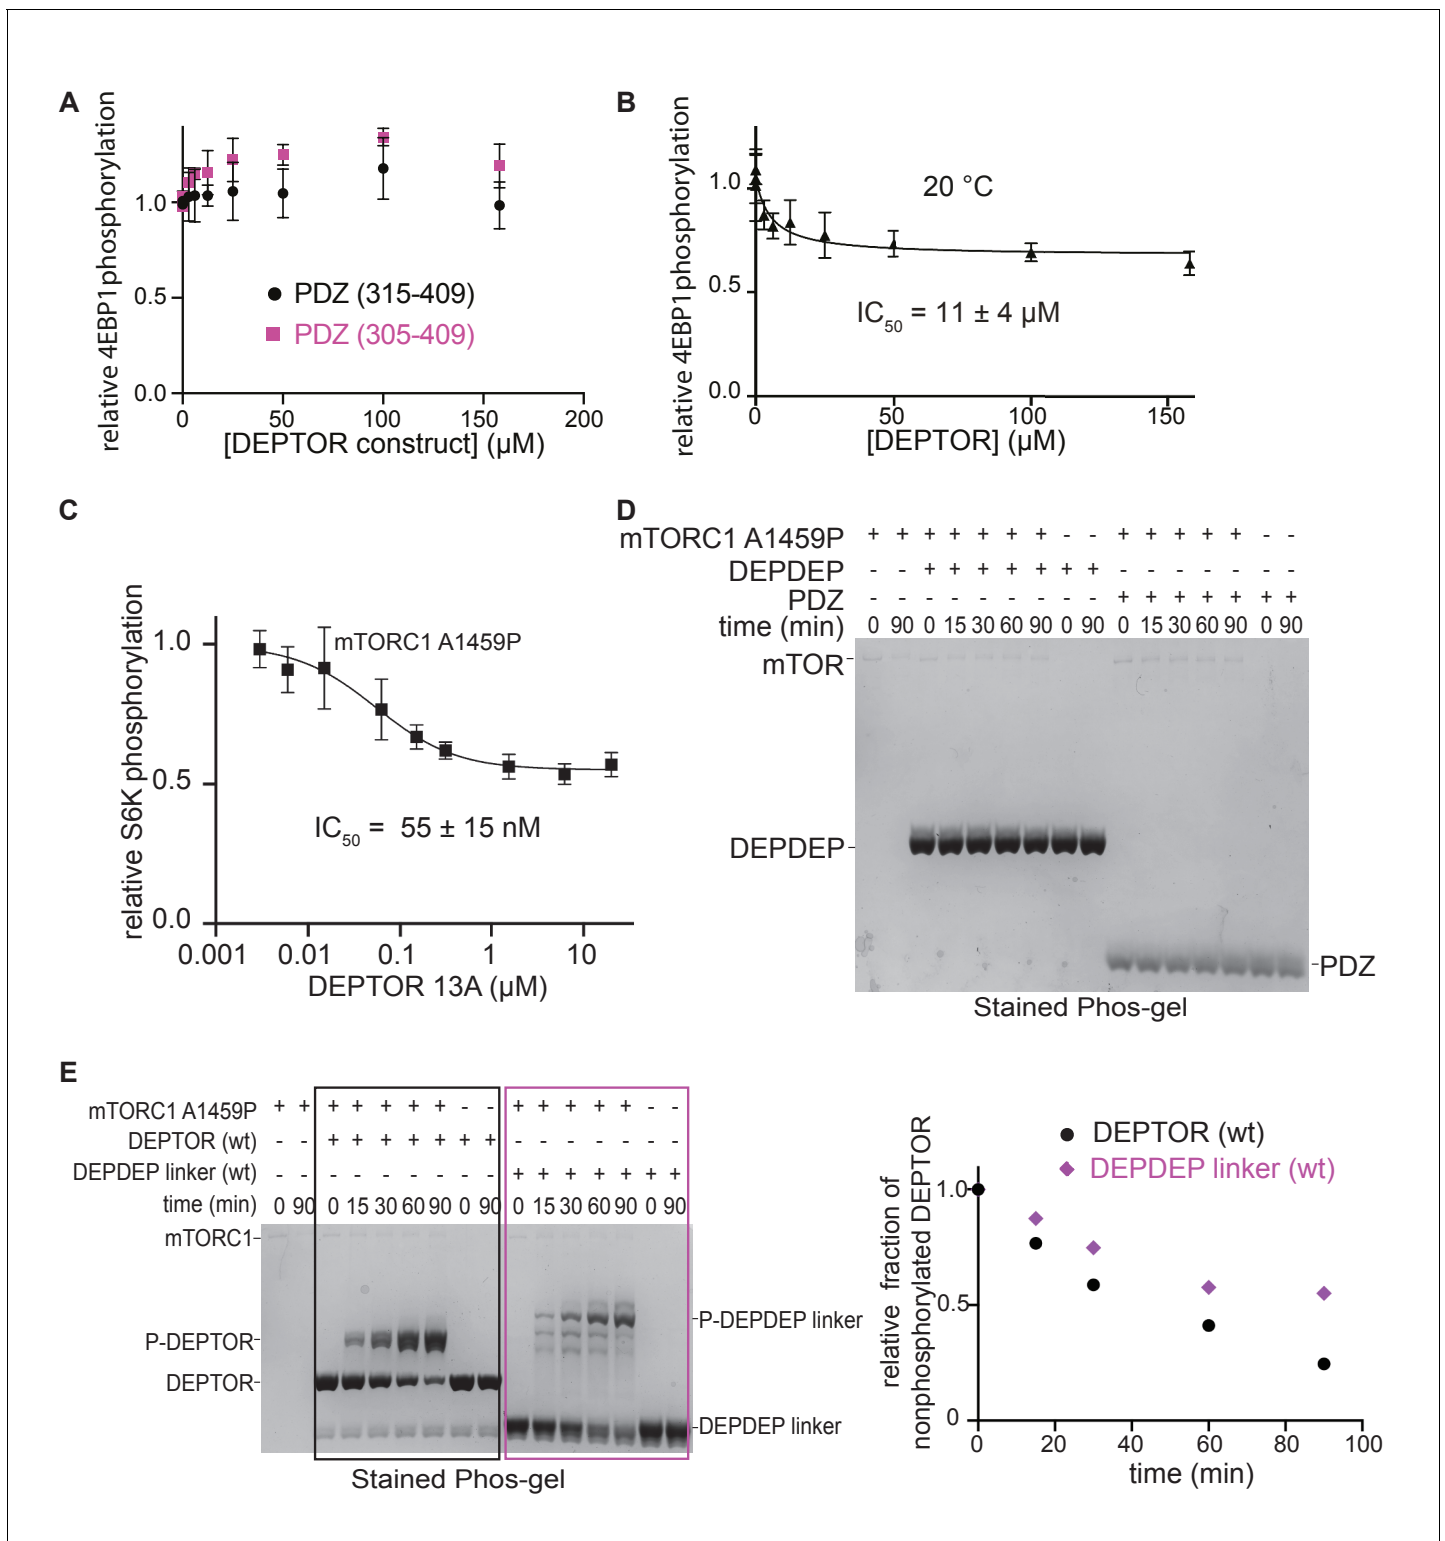 A
relative 4EBP1phosphorylation
1.0
0.5
0.0
PDZ (315-409)
PDZ (305-409)
0 50 100 150 200
[DEPTOR construct] (µM)
B
relative 4EBP1phosphorylation
1.0
0.5
0.0
20 °C
IC50 = 11 ± 4 µM
0 50 100 150
[DEPTOR] (µM)
C
relative S6K phosphorylation
1.0
0.5
0.0
mTORC1 A1459P
IC50 = 55 ± 15 nM
0.001 0.01 0.1 1 10
DEPTOR 13A (µM)
D
mTORC1 A1459P + + + + + + + - - + + + + + - -
DEPDEP - - + + + + + + + - - - - - - -
PDZ - - - - - - - - - + + + + + + +
time (min) 0 90 0 15 30 60 90 0 90 0 15 30 60 90 0 90
mTOR
DEPDEP
PDZ
Stained Phos-gel
E
mTORC1 A1459P + + + + + + + - - + + + + + - -
DEPTOR (wt) - - + + + + + + + - - - - - - -
DEPDEP linker (wt) - - - - - - - - - + + + + + + +
time (min) 0 90 0 15 30 60 90 0 90 0 15 30 60 90 0 90
mTORC1
P-DEPTOR
DEPTOR
P-DEPDEP linker
DEPDEP linker
Stained Phos-gel
relative fraction of
nonphosphorylated DEPTOR
1.0
0.5
0
DEPTOR (wt)
DEPDEP linker (wt)
0 20 40 60 80 100
time (min)